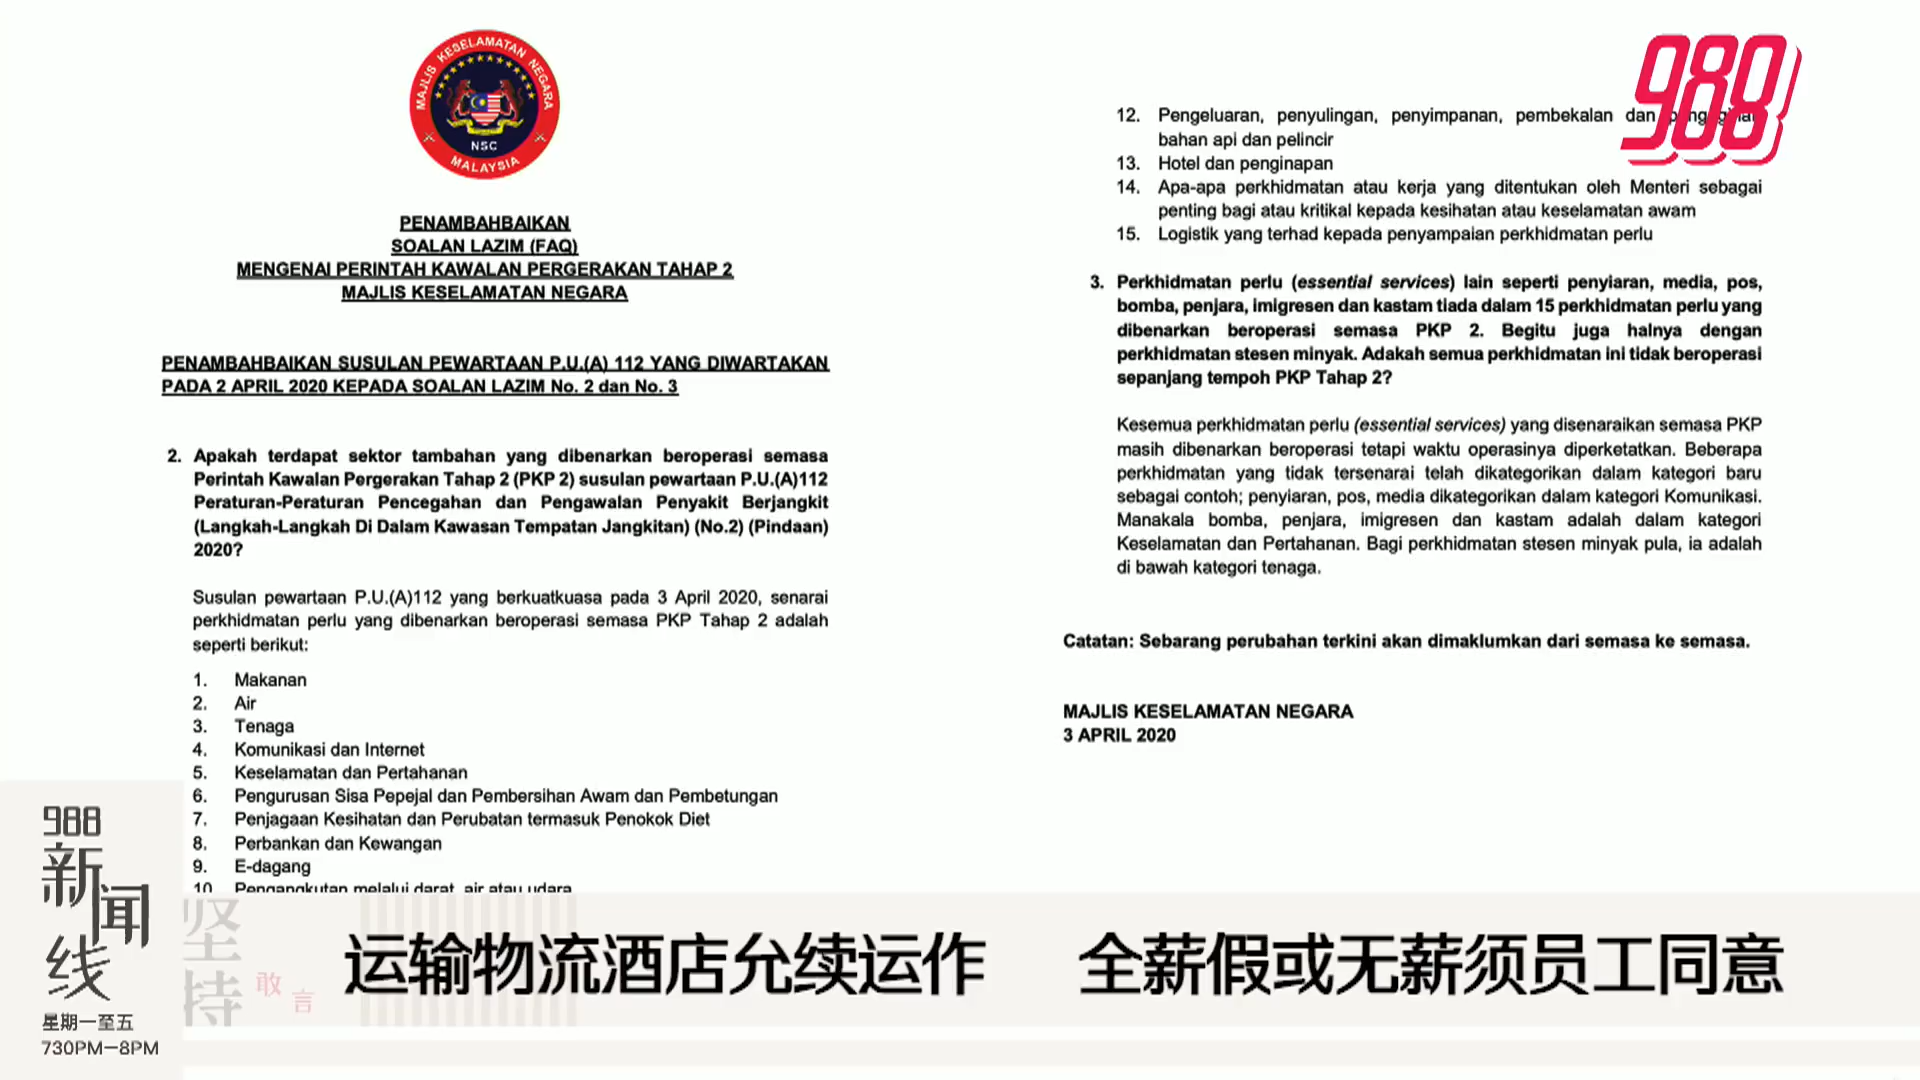 MAJLIS KESELAMATAN NEGARA
NSC
MALAYSIA
PENAMBAHBAIKAN
SOALAN LAZIM (FAQ)
MENGENAI PERINTAH KAWALAN PERGERAKAN TAHAP 2
MAJLIS KESELAMATAN NEGARA
PENAMBAHBAIKAN SUSULAN PEWARTAAN P.U.(A) 112 YANG DIWARTAKAN
PADA 2 APRIL 2020 KEPADA SOALAN LAZIM No. 2 dan No. 3
2. Apakah terdapat sektor tambahan yang dibenarkan beroperasi semasa
Perintah Kawalan Pergerakan Tahap 2 (PKP 2) susulan pewartaan P.U.(A)112
Peraturan-Peraturan Pencegahan dan Pengawalan Penyakit Berjangkit
(Langkah-Langkah Di Dalam Kawasan Tempatan Jangkitan) (No.2) (Pindaan)
2020?
Susulan pewartaan P.U.(A)112 yang berkuatkuasa pada 3 April 2020, senarai
perkhidmatan perlu yang dibenarkan beroperasi semasa PKP Tahap 2 adalah
seperti berikut:
1. Makanan
2. Air
3. Tenaga
4. Komunikasi dan Internet
5. Keselamatan dan Pertahanan
6. Pengurusan Sisa Pepejal dan Pembersihan Awam dan Pembetungan
7. Penjagaan Kesihatan dan Perubatan termasuk Penokok Diet
8. Perbankan dan Kewangan
9. E-dagang
10. Pengangkutan melalui darat, air atau udara
988
12. Pengeluaran, penyulingan, penyimpanan, pembekalan dan
bahan api dan pelincir
13. Hotel dan penginapan
14. Apa-apa perkhidmatan atau kerja yang ditentukan oleh Menteri sebagai
penting bagi atau kritikal kepada kesihatan atau keselamatan awam
15. Logistik yang terhad kepada penyampaian perkhidmatan perlu
3. Perkhidmatan perlu (essential services) lain seperti penyiaran, media, pos,
bomba, penjara, imigresen dan kastam tiada dalam 15 perkhidmatan perlu yang
dibenarkan beroperasi semasa PKP 2. Begitu juga halnya dengan
perkhidmatan stesen minyak. Adakah semua perkhidmatan ini tidak beroperasi
sepanjang tempoh PKP Tahap 2?
Kesemua perkhidmatan perlu (essential services) yang disenaraikan semasa PKP
masih dibenarkan beroperasi tetapi waktu operasinya diperketatkan. Beberapa
perkhidmatan yang tidak tersenarai telah dikategorikan dalam kategori baru
sebagai contoh; penyiaran, pos, media dikategorikan dalam kategori Komunikasi.
Manakala bomba, penjara, imigresen dan kastam adalah dalam kategori
Keselamatan dan Pertahanan. Bagi perkhidmatan stesen minyak pula, ia adalah
di bawah kategori tenaga.
Catatan: Sebarang perubahan terkini akan dimaklumkan dari semasa ke semasa.
MAJLIS KESELAMATAN NEGARA
3 APRIL 2020
988
新闻线
星期一至五
730PM–8PM
坚持
敢言
运输物流酒店允续运作 全薪假或无薪须员工同意